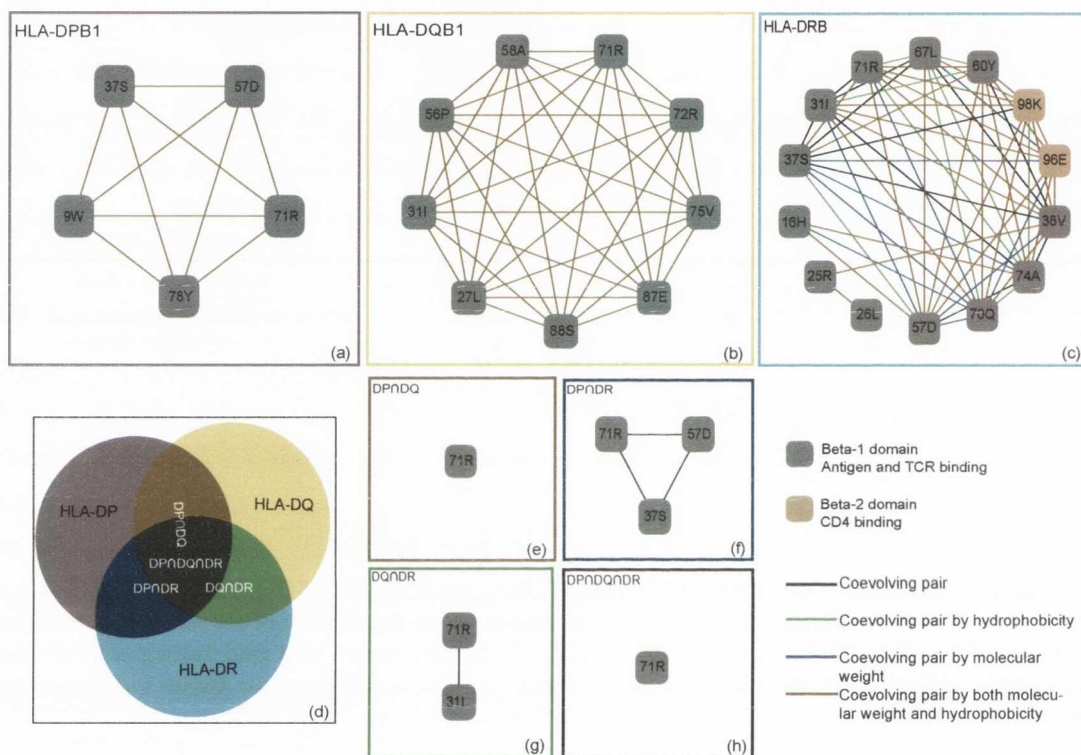 HLA-DPB1
37S
57D
9W
71R
78Y
(a)
HLA-DQB1
58A
71R
56P
72R
31I
75V
27L
87E
88S
(b)
HLA-DRB
67L
71R
60Y
31I
98K
37S
96E
16H
38V
25R
74A
26L
70Q
57D
(c)
HLA-DP
HLA-DQ
DP∩DQ
DP∩DQ∩DR
DP∩DR
DQ∩DR
HLA-DR
(d)
DP∩DQ
71R
(e)
DP∩DR
71R
57D
37S
(f)
DQ∩DR
71R
31I
(g)
DP∩DQ∩DR
71R
(h)
Beta-1 domain
Antigen and TCR binding
Beta-2 domain
CD4 binding
Coevolving pair
Coevolving pair by hydrophobicity
Coevolving pair by molecular
weight
Coevolving pair by both molecu-
lar weight and hydrophobicity